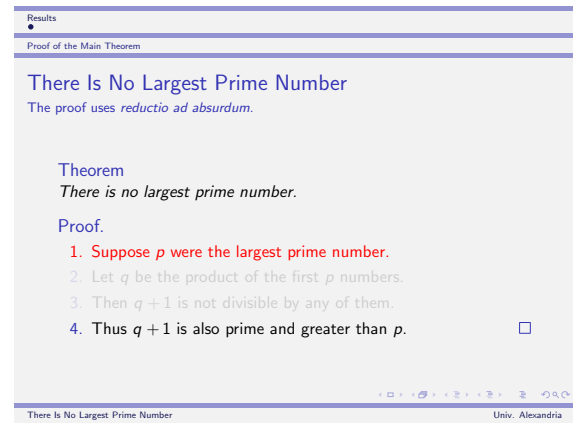 Results
Proof of the Main Theorem
There Is No Largest Prime Number
The proof uses reductio ad absurdum.
Theorem
There is no largest prime number.
Proof.
1. Suppose p were the largest prime number.
2. Let q be the product of the first p numbers.
3. Then q + 1 is not divisible by any of them.
4. Thus q + 1 is also prime and greater than p.
There Is No Largest Prime Number Univ. Alexandria